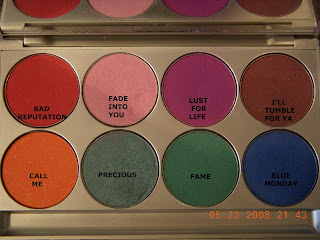 BAD
REPUTATION
FADE
INTO
YOU
LUST
FOR
LIFE
I'LL
TUMBLE
FOR YA
CALL
ME
PRECIOUS
FAME
BLUE
MONDAY
05 23 2008 21 43